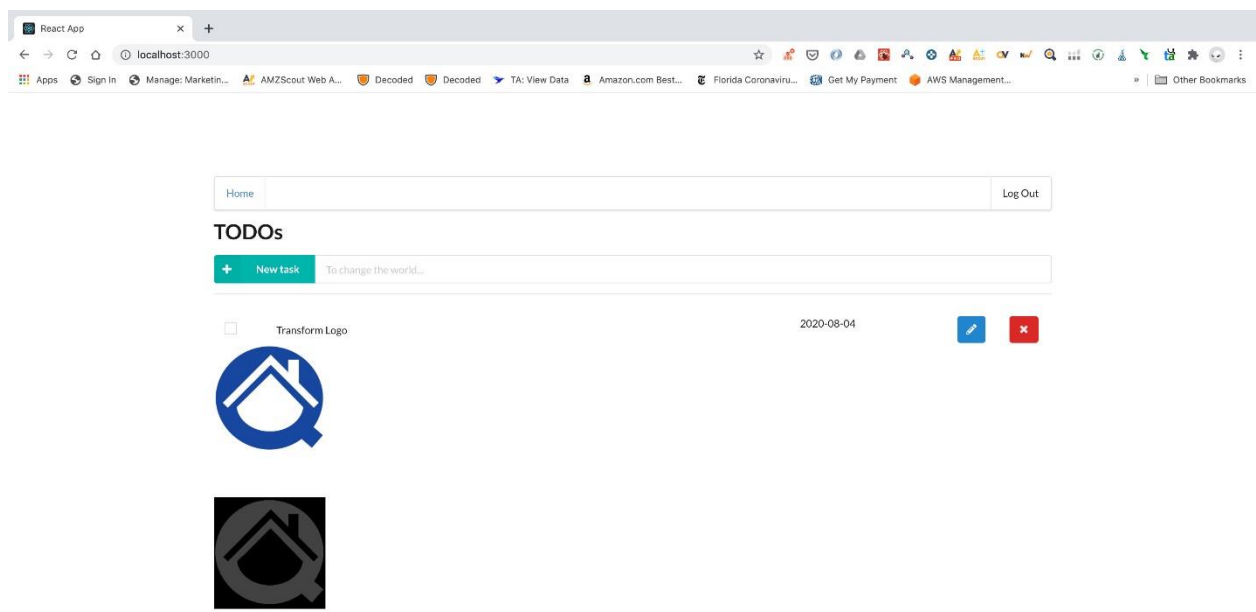 React App
localhost:3000
Apps Sign In Manage: Marketin... AMZScout Web A... Decoded Decoded TA: View Data Amazon.com Best... Florida Coronaviru... Get My Payment AWS Management... » Other Bookmarks
Home Log Out
TODOs
New task To change the world...
Transform Logo 2020-08-04